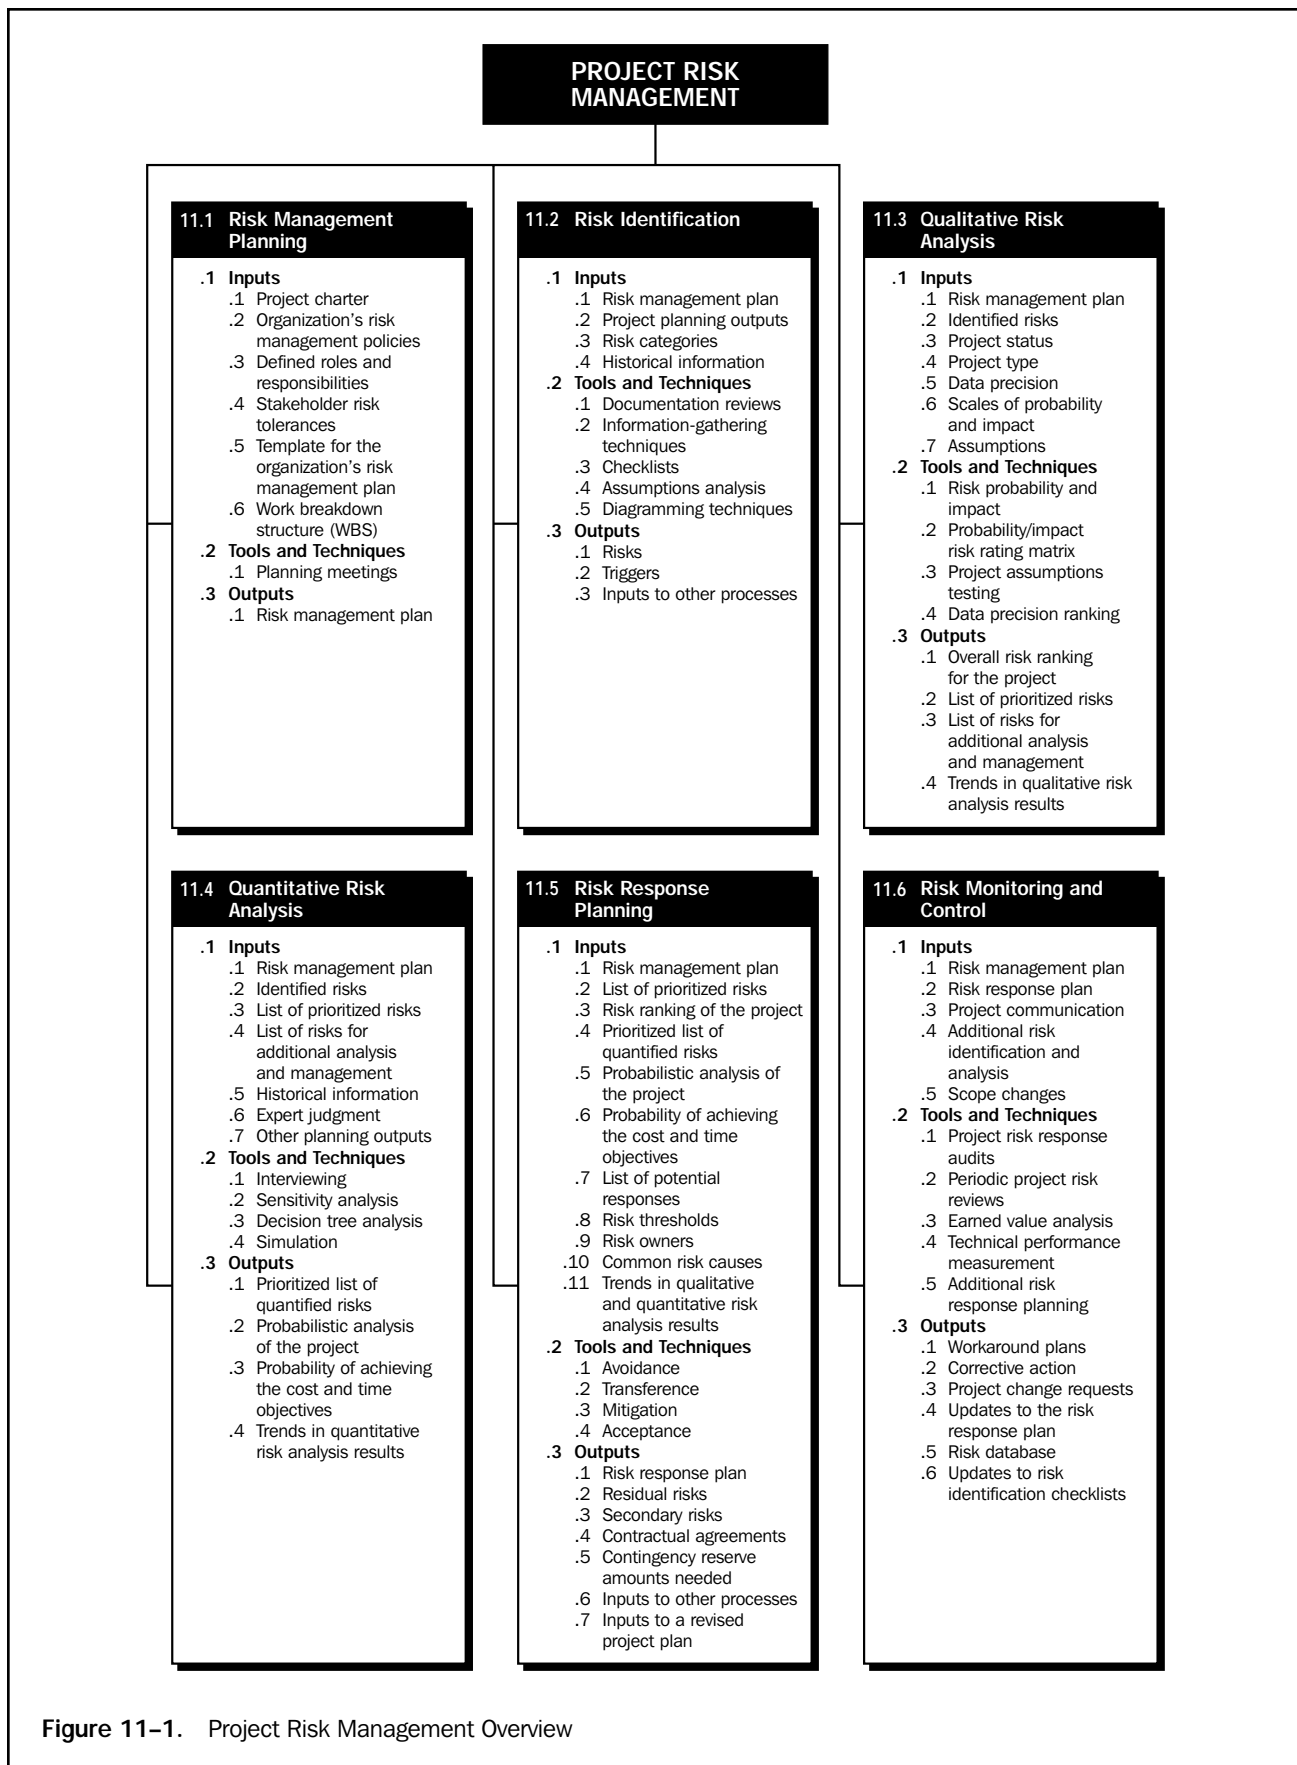 PROJECT RISK
MANAGEMENT
11.1 Risk Management
Planning
.1 Inputs
.1 Project charter
.2 Organization's risk
management policies
.3 Defined roles and
responsibilities
.4 Stakeholder risk
tolerances
.5 Template for the
organization's risk
management plan
.6 Work breakdown
structure (WBS)
.2 Tools and Techniques
.1 Planning meetings
.3 Outputs
.1 Risk management plan
11.2 Risk Identification
.1 Inputs
.1 Risk management plan
.2 Project planning outputs
.3 Risk categories
.4 Historical information
.2 Tools and Techniques
.1 Documentation reviews
.2 Information-gathering
techniques
.3 Checklists
.4 Assumptions analysis
.5 Diagramming techniques
.3 Outputs
.1 Risks
.2 Triggers
.3 Inputs to other processes
11.3 Qualitative Risk
Analysis
.1 Inputs
.1 Risk management plan
.2 Identified risks
.3 Project status
.4 Project type
.5 Data precision
.6 Scales of probability
and impact
.7 Assumptions
.2 Tools and Techniques
.1 Risk probability and
impact
.2 Probability/impact
risk rating matrix
.3 Project assumptions
testing
.4 Data precision ranking
.3 Outputs
.1 Overall risk ranking
for the project
.2 List of prioritized risks
.3 List of risks for
additional analysis
and management
.4 Trends in qualitative risk
analysis results
11.4 Quantitative Risk
Analysis
.1 Inputs
.1 Risk management plan
.2 Identified risks
.3 List of prioritized risks
.4 List of risks for
additional analysis
and management
.5 Historical information
.6 Expert judgment
.7 Other planning outputs
.2 Tools and Techniques
.1 Interviewing
.2 Sensitivity analysis
.3 Decision tree analysis
.4 Simulation
.3 Outputs
.1 Prioritized list of
quantified risks
.2 Probabilistic analysis
of the project
.3 Probability of achieving
the cost and time
objectives
.4 Trends in quantitative
risk analysis results
11.5 Risk Response
Planning
.1 Inputs
.1 Risk management plan
.2 List of prioritized risks
.3 Risk ranking of the project
.4 Prioritized list of
quantified risks
.5 Probabilistic analysis of
the project
.6 Probability of achieving
the cost and time
objectives
.7 List of potential
responses
.8 Risk thresholds
.9 Risk owners
.10 Common risk causes
.11 Trends in qualitative
and quantitative risk
analysis results
.2 Tools and Techniques
.1 Avoidance
.2 Transference
.3 Mitigation
.4 Acceptance
.3 Outputs
.1 Risk response plan
.2 Residual risks
.3 Secondary risks
.4 Contractual agreements
.5 Contingency reserve
amounts needed
.6 Inputs to other processes
.7 Inputs to a revised
project plan
11.6 Risk Monitoring and
Control
.1 Inputs
.1 Risk management plan
.2 Risk response plan
.3 Project communication
.4 Additional risk
identification and
analysis
.5 Scope changes
.2 Tools and Techniques
.1 Project risk response
audits
.2 Periodic project risk
reviews
.3 Earned value analysis
.4 Technical performance
measurement
.5 Additional risk
response planning
.3 Outputs
.1 Workaround plans
.2 Corrective action
.3 Project change requests
.4 Updates to the risk
response plan
.5 Risk database
.6 Updates to risk
identification checklists
Figure 11–1. Project Risk Management Overview